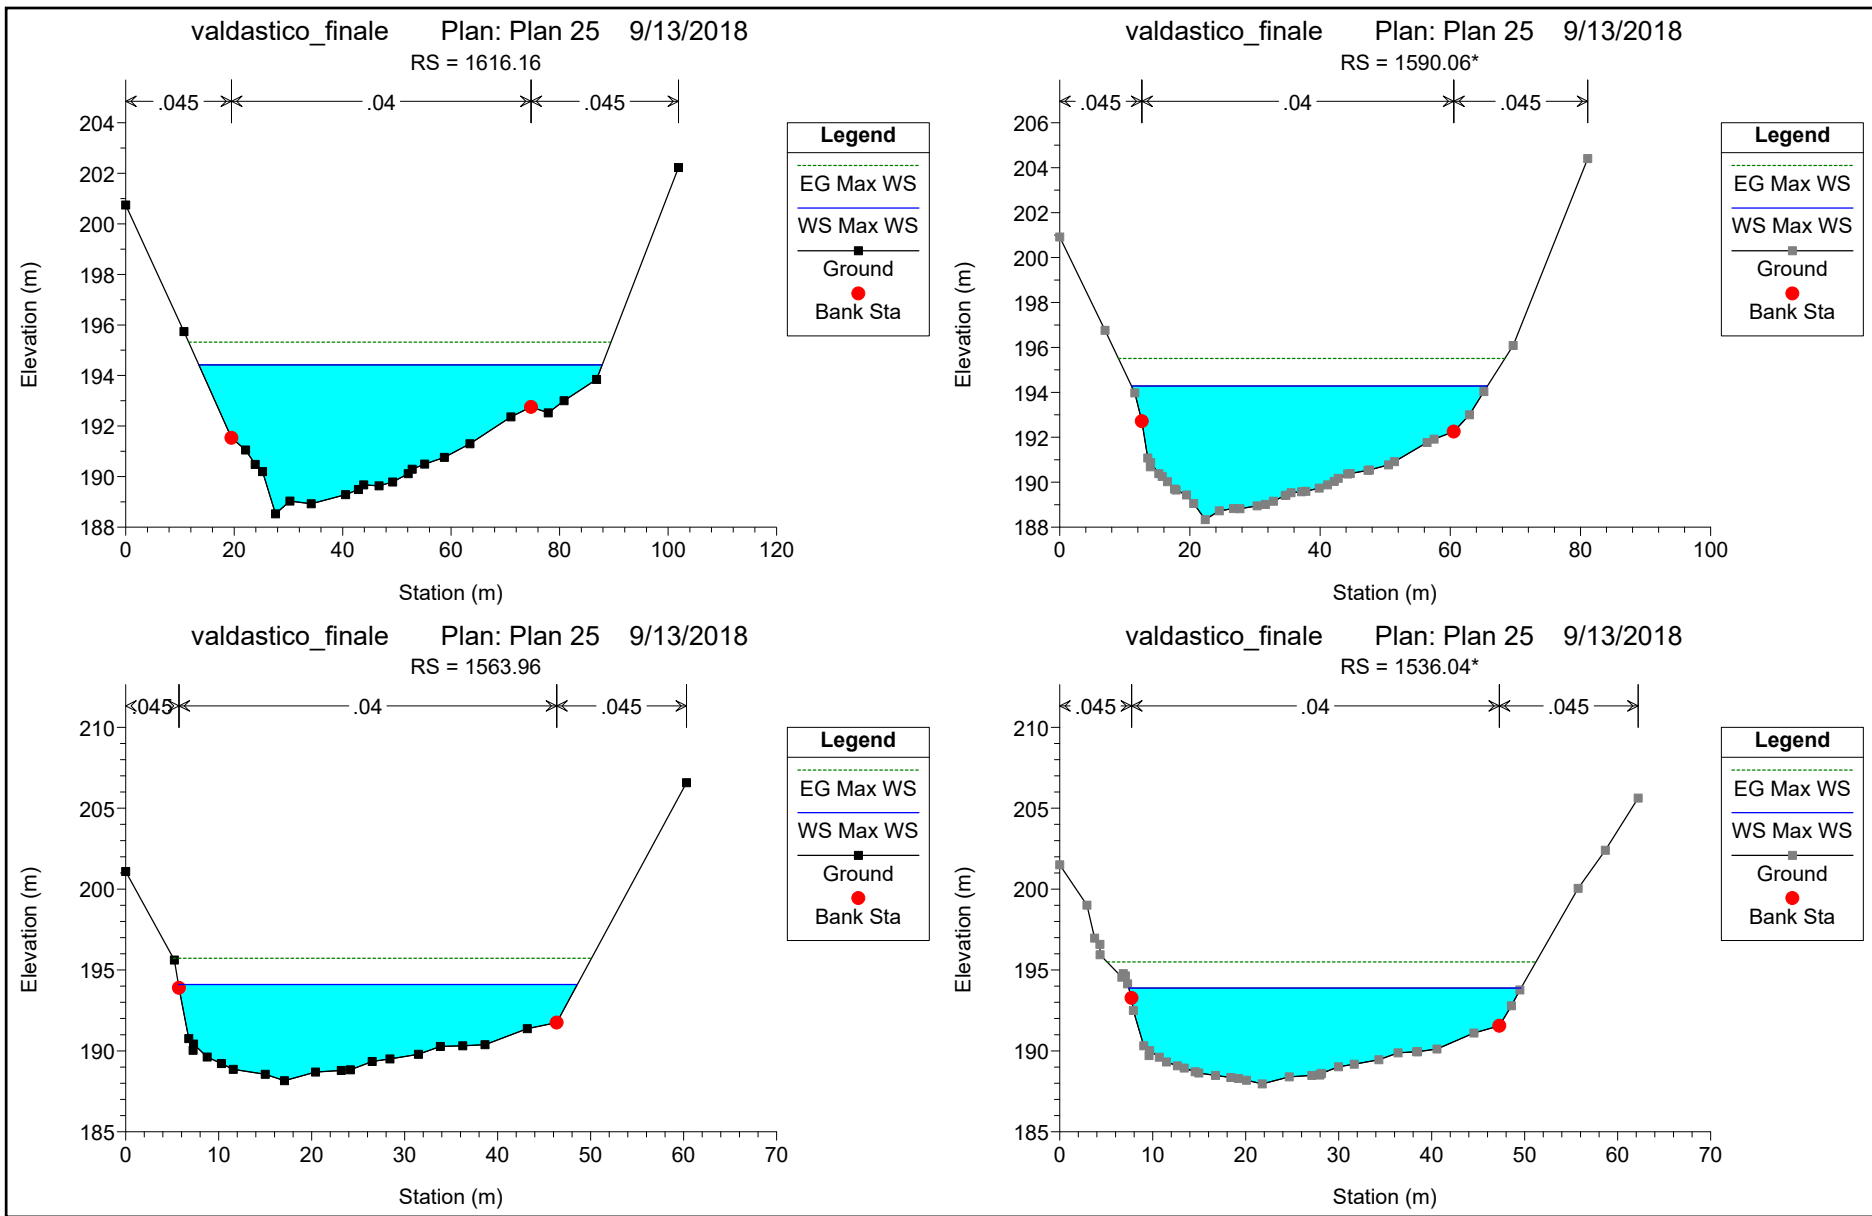 valdastico_finale Plan: Plan 25 9/13/2018
RS = 1616.16
.045 .04 .045
204
202
200
198
196
194
192
190
188
0 20 40 60 80 100 120
Elevation (m)
Station (m)
Legend
EG Max WS
WS Max WS
Ground
Bank Sta
valdastico_finale Plan: Plan 25 9/13/2018
RS = 1590.06*
.045 .04 .045
206
204
202
200
198
196
194
192
190
188
0 20 40 60 80 100
Elevation (m)
Station (m)
Legend
EG Max WS
WS Max WS
Ground
Bank Sta
valdastico_finale Plan: Plan 25 9/13/2018
RS = 1563.96
.045 .04 .045
210
205
200
195
190
185
0 10 20 30 40 50 60 70
Elevation (m)
Station (m)
Legend
EG Max WS
WS Max WS
Ground
Bank Sta
valdastico_finale Plan: Plan 25 9/13/2018
RS = 1536.04*
.045 .04 .045
210
205
200
195
190
185
0 10 20 30 40 50 60 70
Elevation (m)
Station (m)
Legend
EG Max WS
WS Max WS
Ground
Bank Sta